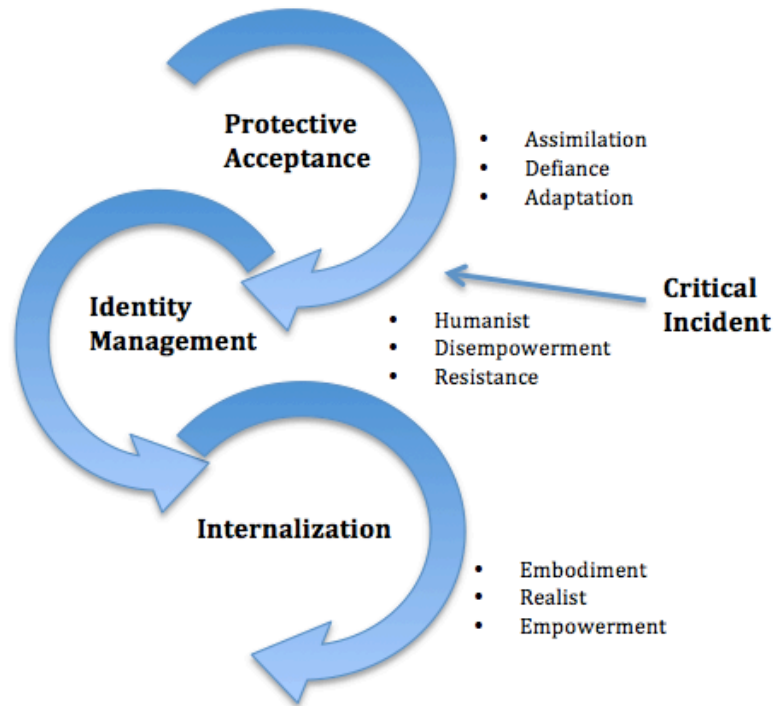 Protective
Acceptance
• Assimilation
• Defiance
• Adaptation
Identity
Management
Critical
Incident
• Humanist
• Disempowerment
• Resistance
Internalization
• Embodiment
• Realist
• Empowerment